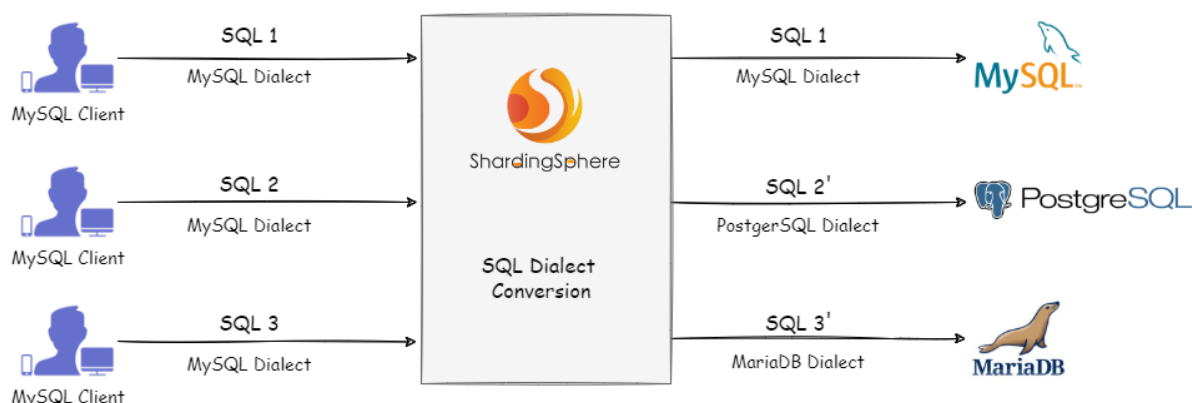 SQL 1
MySQL Dialect
MySQL Client
SQL 2
MySQL Dialect
MySQL Client
SQL 3
MySQL Dialect
MySQL Client
ShardingSphere
SQL Dialect
Conversion
SQL 1
MySQL Dialect
MySQL™
SQL 2'
PostgerSQL Dialect
PostgreSQL
SQL 3'
MariaDB Dialect
MariaDB